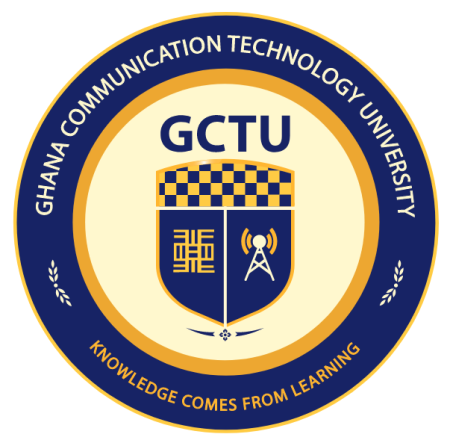 GHANA COMMUNICATION TECHNOLOGY UNIVERSITY
GCTU
KNOWLEDGE COMES FROM LEARNING